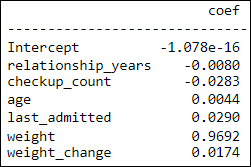 coef
------------------------------
Intercept -1.078e-16
relationship_years -0.0080
checkup_count -0.0283
age 0.0044
last_admitted 0.0290
weight 0.9692
weight_change 0.0174